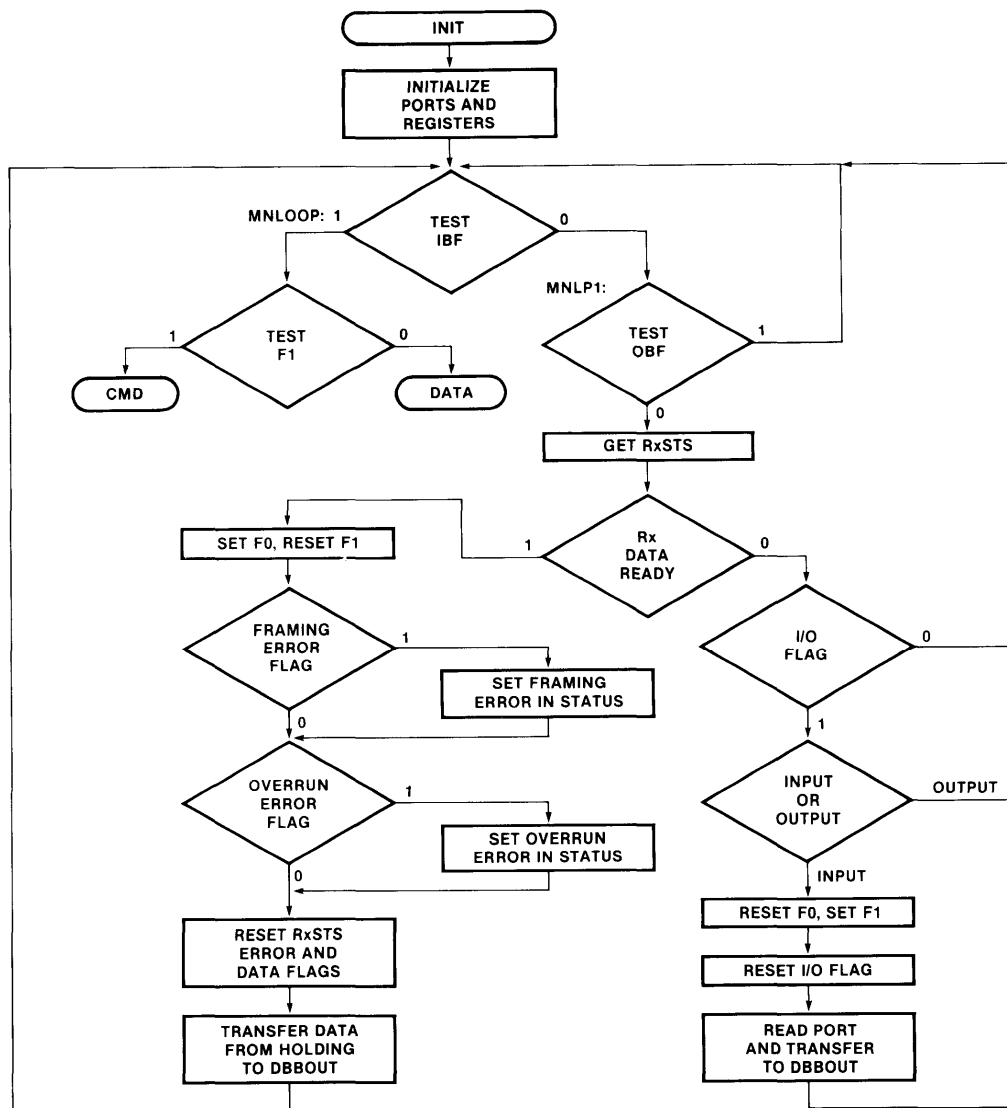 INIT
INITIALIZE
PORTS AND
REGISTERS
MNLOOP: 1
TEST
IBF
0
MNLP1:
1
TEST
F1
0
TEST
OBF
1
CMD
DATA
0
GET RxSTS
SET F0, RESET F1
1
Rx
DATA
READY
0
FRAMING
ERROR
FLAG
1
I/O
FLAG
0
SET FRAMING
ERROR IN STATUS
0
1
OVERRUN
ERROR
FLAG
1
INPUT
OR
OUTPUT
OUTPUT
SET OVERRUN
ERROR IN STATUS
0
INPUT
RESET F0, SET F1
RESET RxSTS
ERROR AND
DATA FLAGS
RESET I/O FLAG
TRANSFER DATA
FROM HOLDING
TO DBBOUT
READ PORT
AND TRANSFER
TO DBBOUT